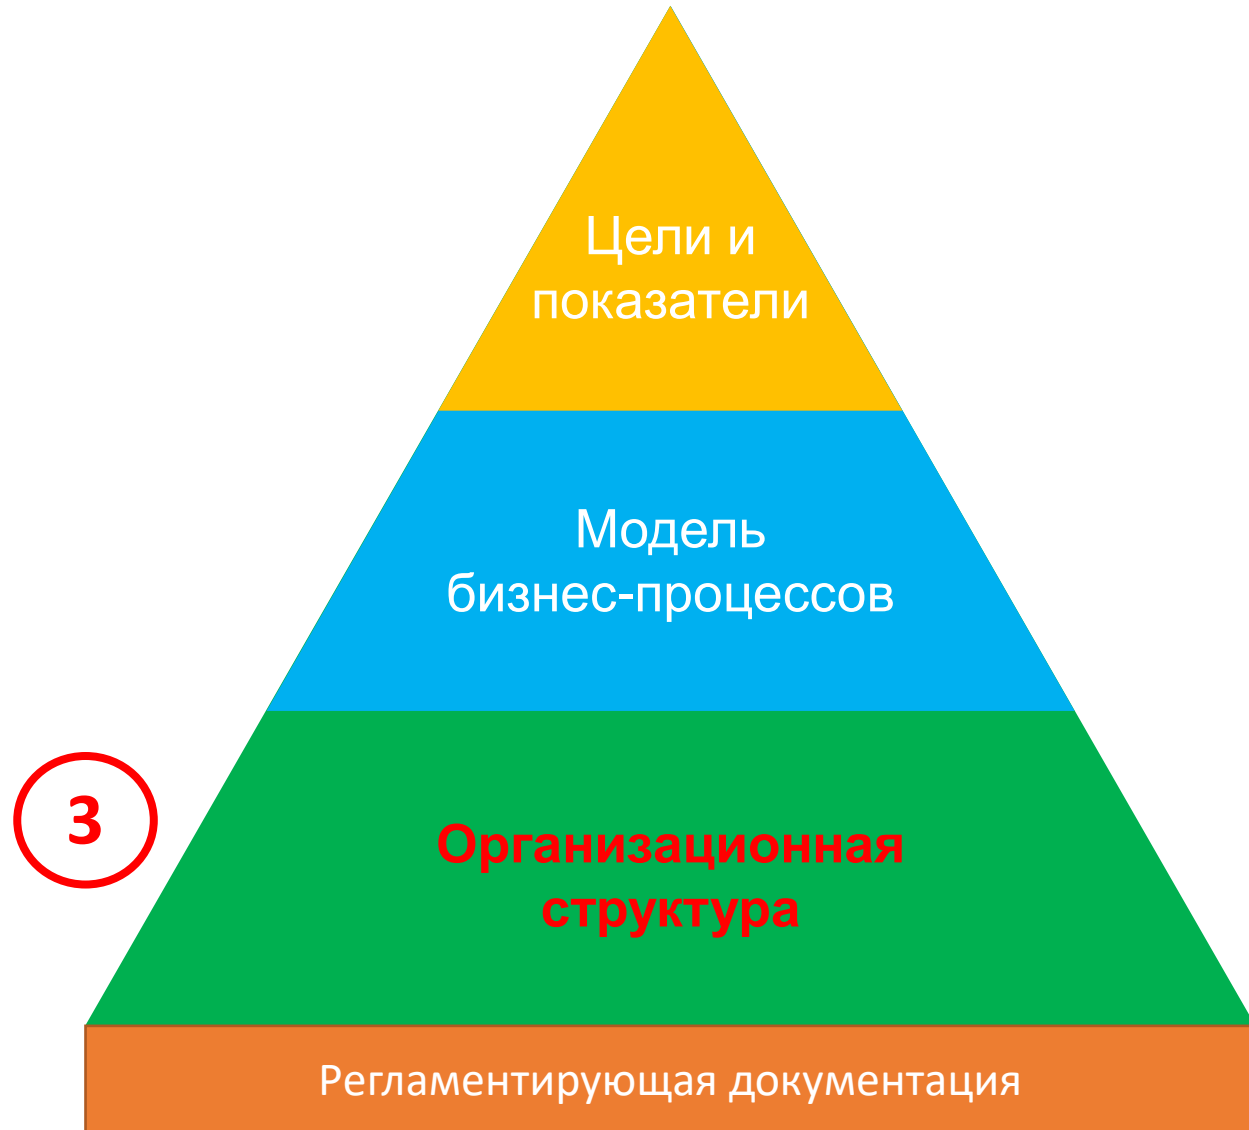 Цели и
показатели
Модель
бизнес-процессов
3
Организационная
структура
Регламентирующая документация